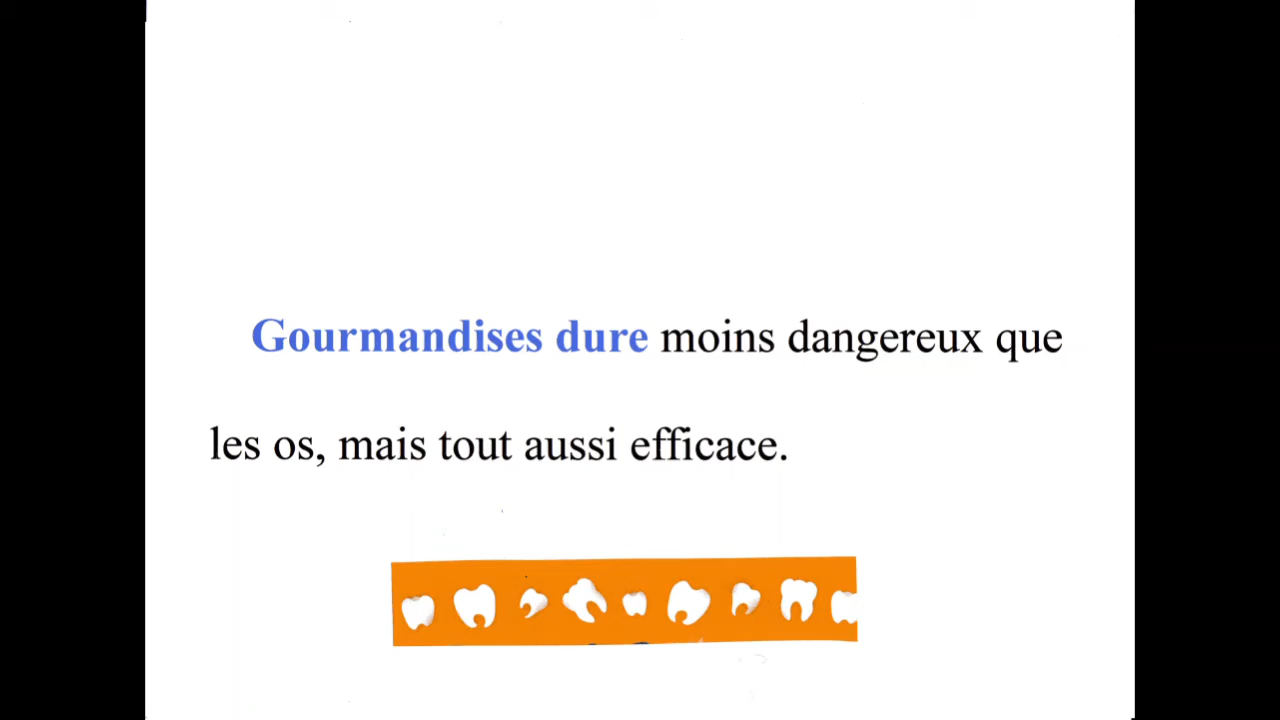 Gourmandises dure moins dangereux que
les os, mais tout aussi efficace.